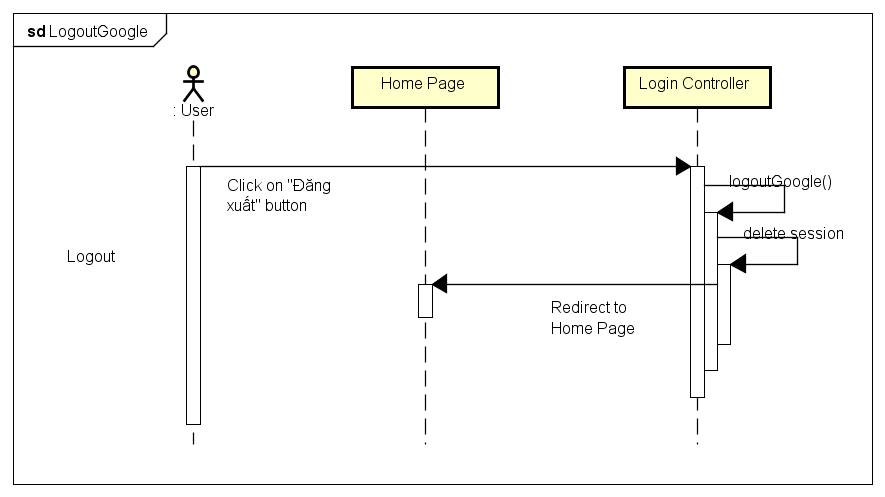 sd LogoutGoogle
: User
Home Page
Login Controller
Click on "Đăng
xuất" button
logoutGoogle()
delete session
Logout
Redirect to
Home Page